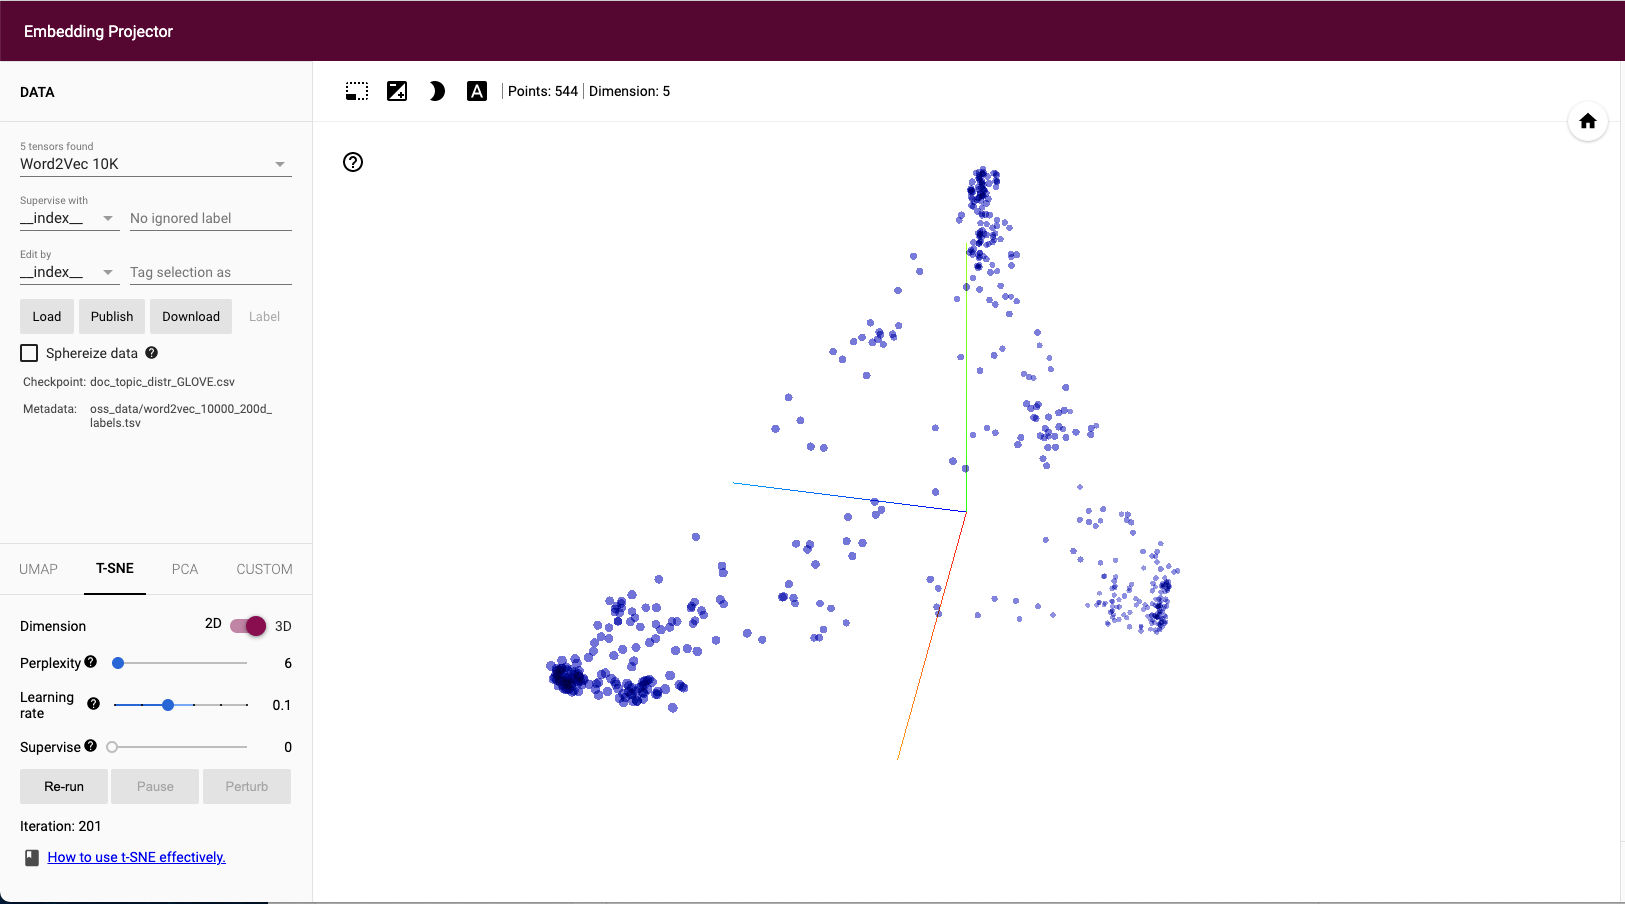 Embedding Projector
DATA
Points: 544 | Dimension: 5
5 tensors found
Word2Vec 10K
Supervise with
__index__ No ignored label
Edit by
__index__ Tag selection as
Load Publish Download Label
Sphereize data
Checkpoint: doc_topic_distr_GLOVE.csv
Metadata: oss_data/word2vec_10000_200d_
labels.tsv
UMAP T-SNE PCA CUSTOM
Dimension 2D 3D
Perplexity 6
Learning
rate 0.1
Supervise 0
Re-run Pause Perturb
Iteration: 201
How to use t-SNE effectively.